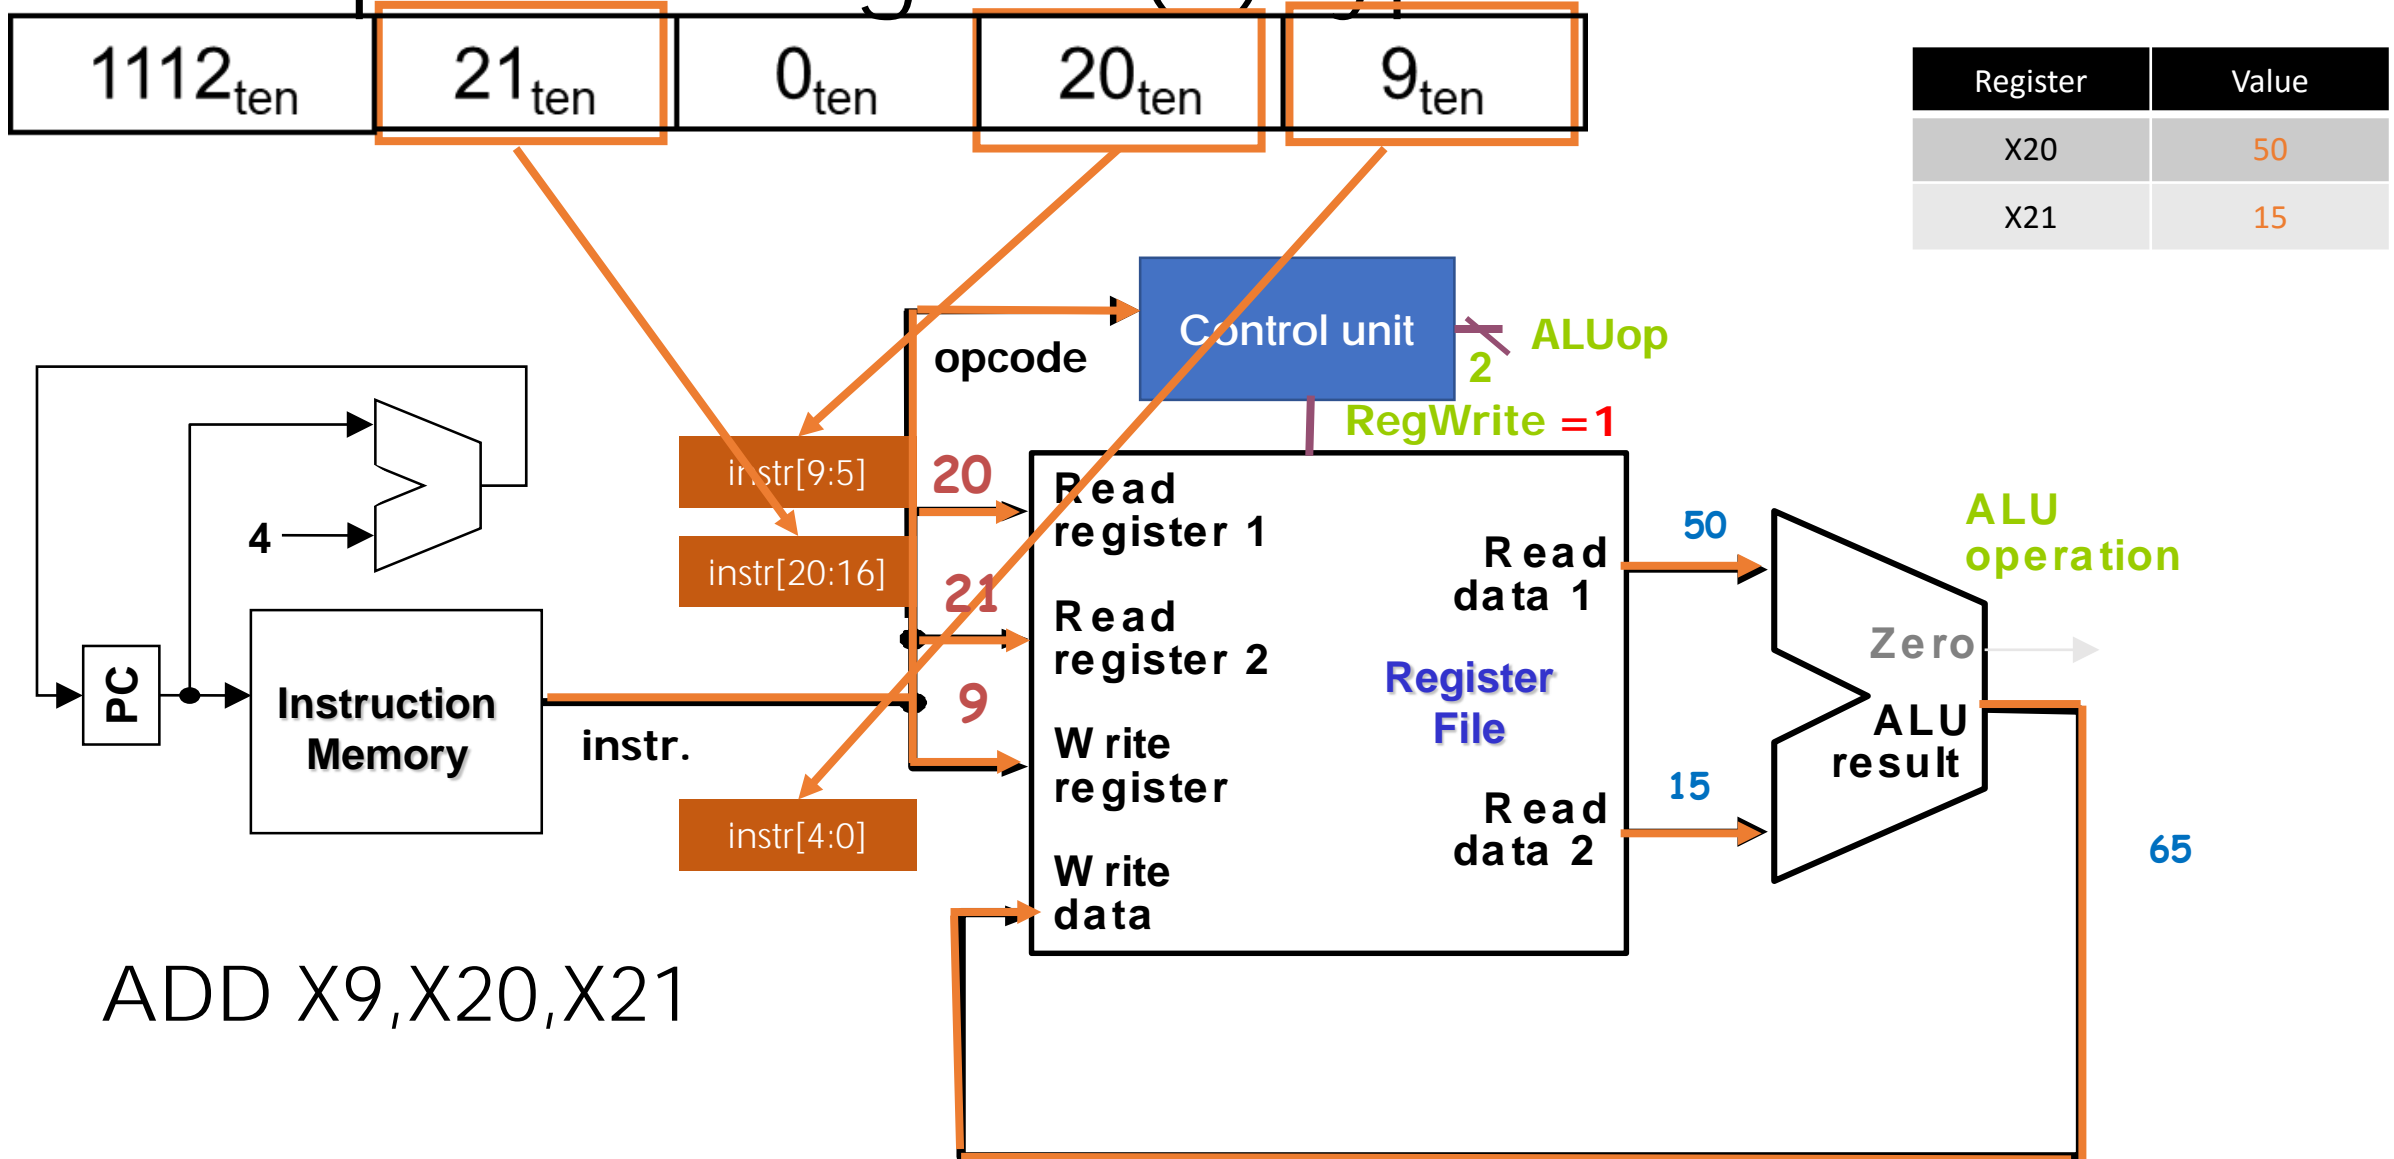 1112ten 21ten 0ten 20ten 9ten
Register Value
X20 50
X21 15
Control unit
ALUop
2
opcode
RegWrite =1
instr[9:5]
20
Read
register 1
instr[20:16]
21
Read
register 2
9
Write
register
instr[4:0]
Write
data
Register
File
Read
data 1
50
Read
data 2
15
ALU
operation
Zero
ALU
result
65
4
PC
Instruction
Memory
instr.
ADD X9,X20,X21